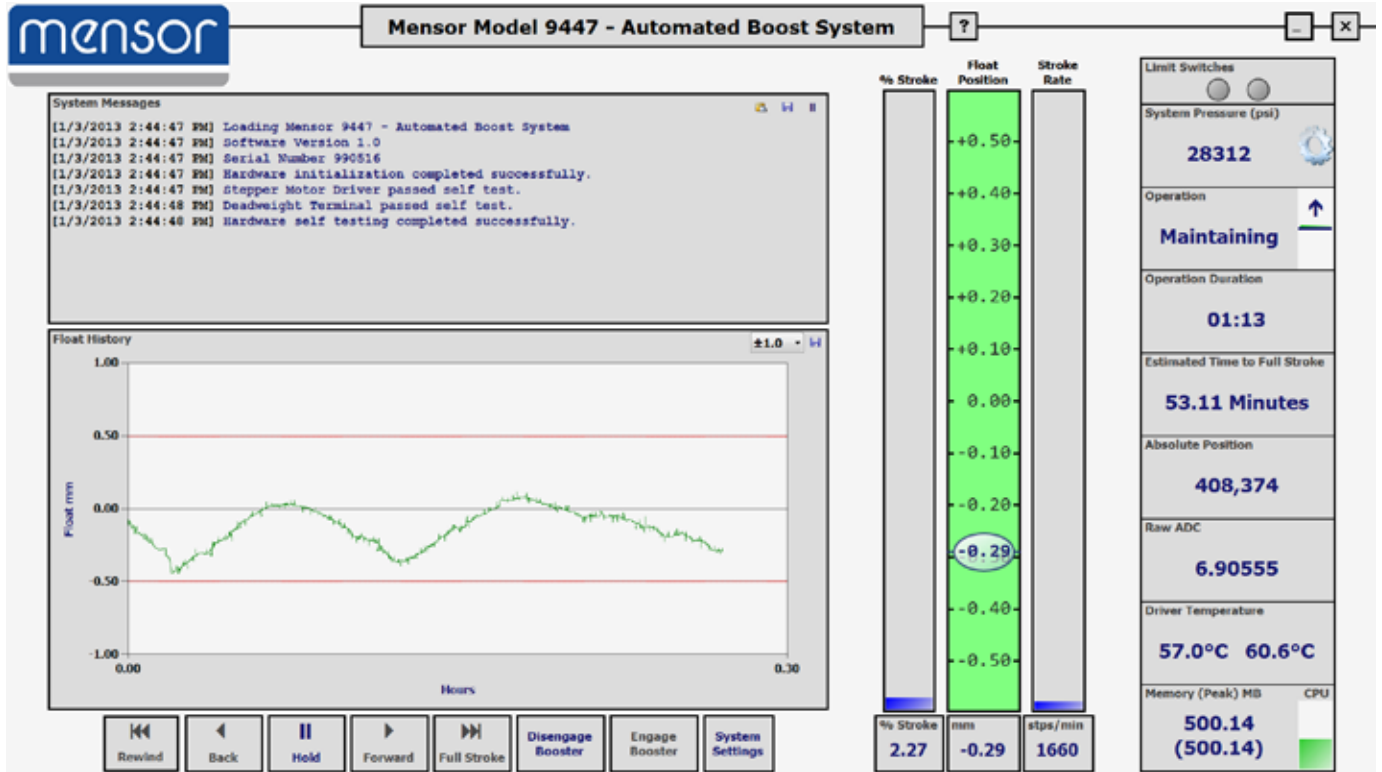 mensor
Mensor Model 9447 - Automated Boost System
?
_
x
System Messages
[1/3/2013 2:44:47 PM] Loading Mensor 9447 - Automated Boost System
[1/3/2013 2:44:47 PM] Software Version 1.0
[1/3/2013 2:44:47 PM] Serial Number 990516
[1/3/2013 2:44:47 PM] Hardware initialization completed successfully.
[1/3/2013 2:44:47 PM] Stepper Motor Driver passed self test.
[1/3/2013 2:44:48 PM] Deadweight Terminal passed self test.
[1/3/2013 2:44:48 PM] Hardware self testing completed successfully.
Float History
±1.0
1.00
0.50
0.00
-0.50
-1.00
Float mm
0.00
0.30
Hours
Rewind
Back
Hold
Forward
Full Stroke
Disengage
Booster
Engage
Booster
System
Settings
% Stroke
Float
Position
Stroke
Rate
+0.50
+0.40
+0.30
+0.20
+0.10
0.00
-0.10
-0.20
-0.29
-0.40
-0.50
% Stroke
2.27
mm
-0.29
stps/min
1660
Limit Switches
System Pressure (psi)
28312
Operation
Maintaining
Operation Duration
01:13
Estimated Time to Full Stroke
53.11 Minutes
Absolute Position
408,374
Raw ADC
6.90555
Driver Temperature
57.0°C 60.6°C
Memory (Peak) MB CPU
500.14
(500.14)